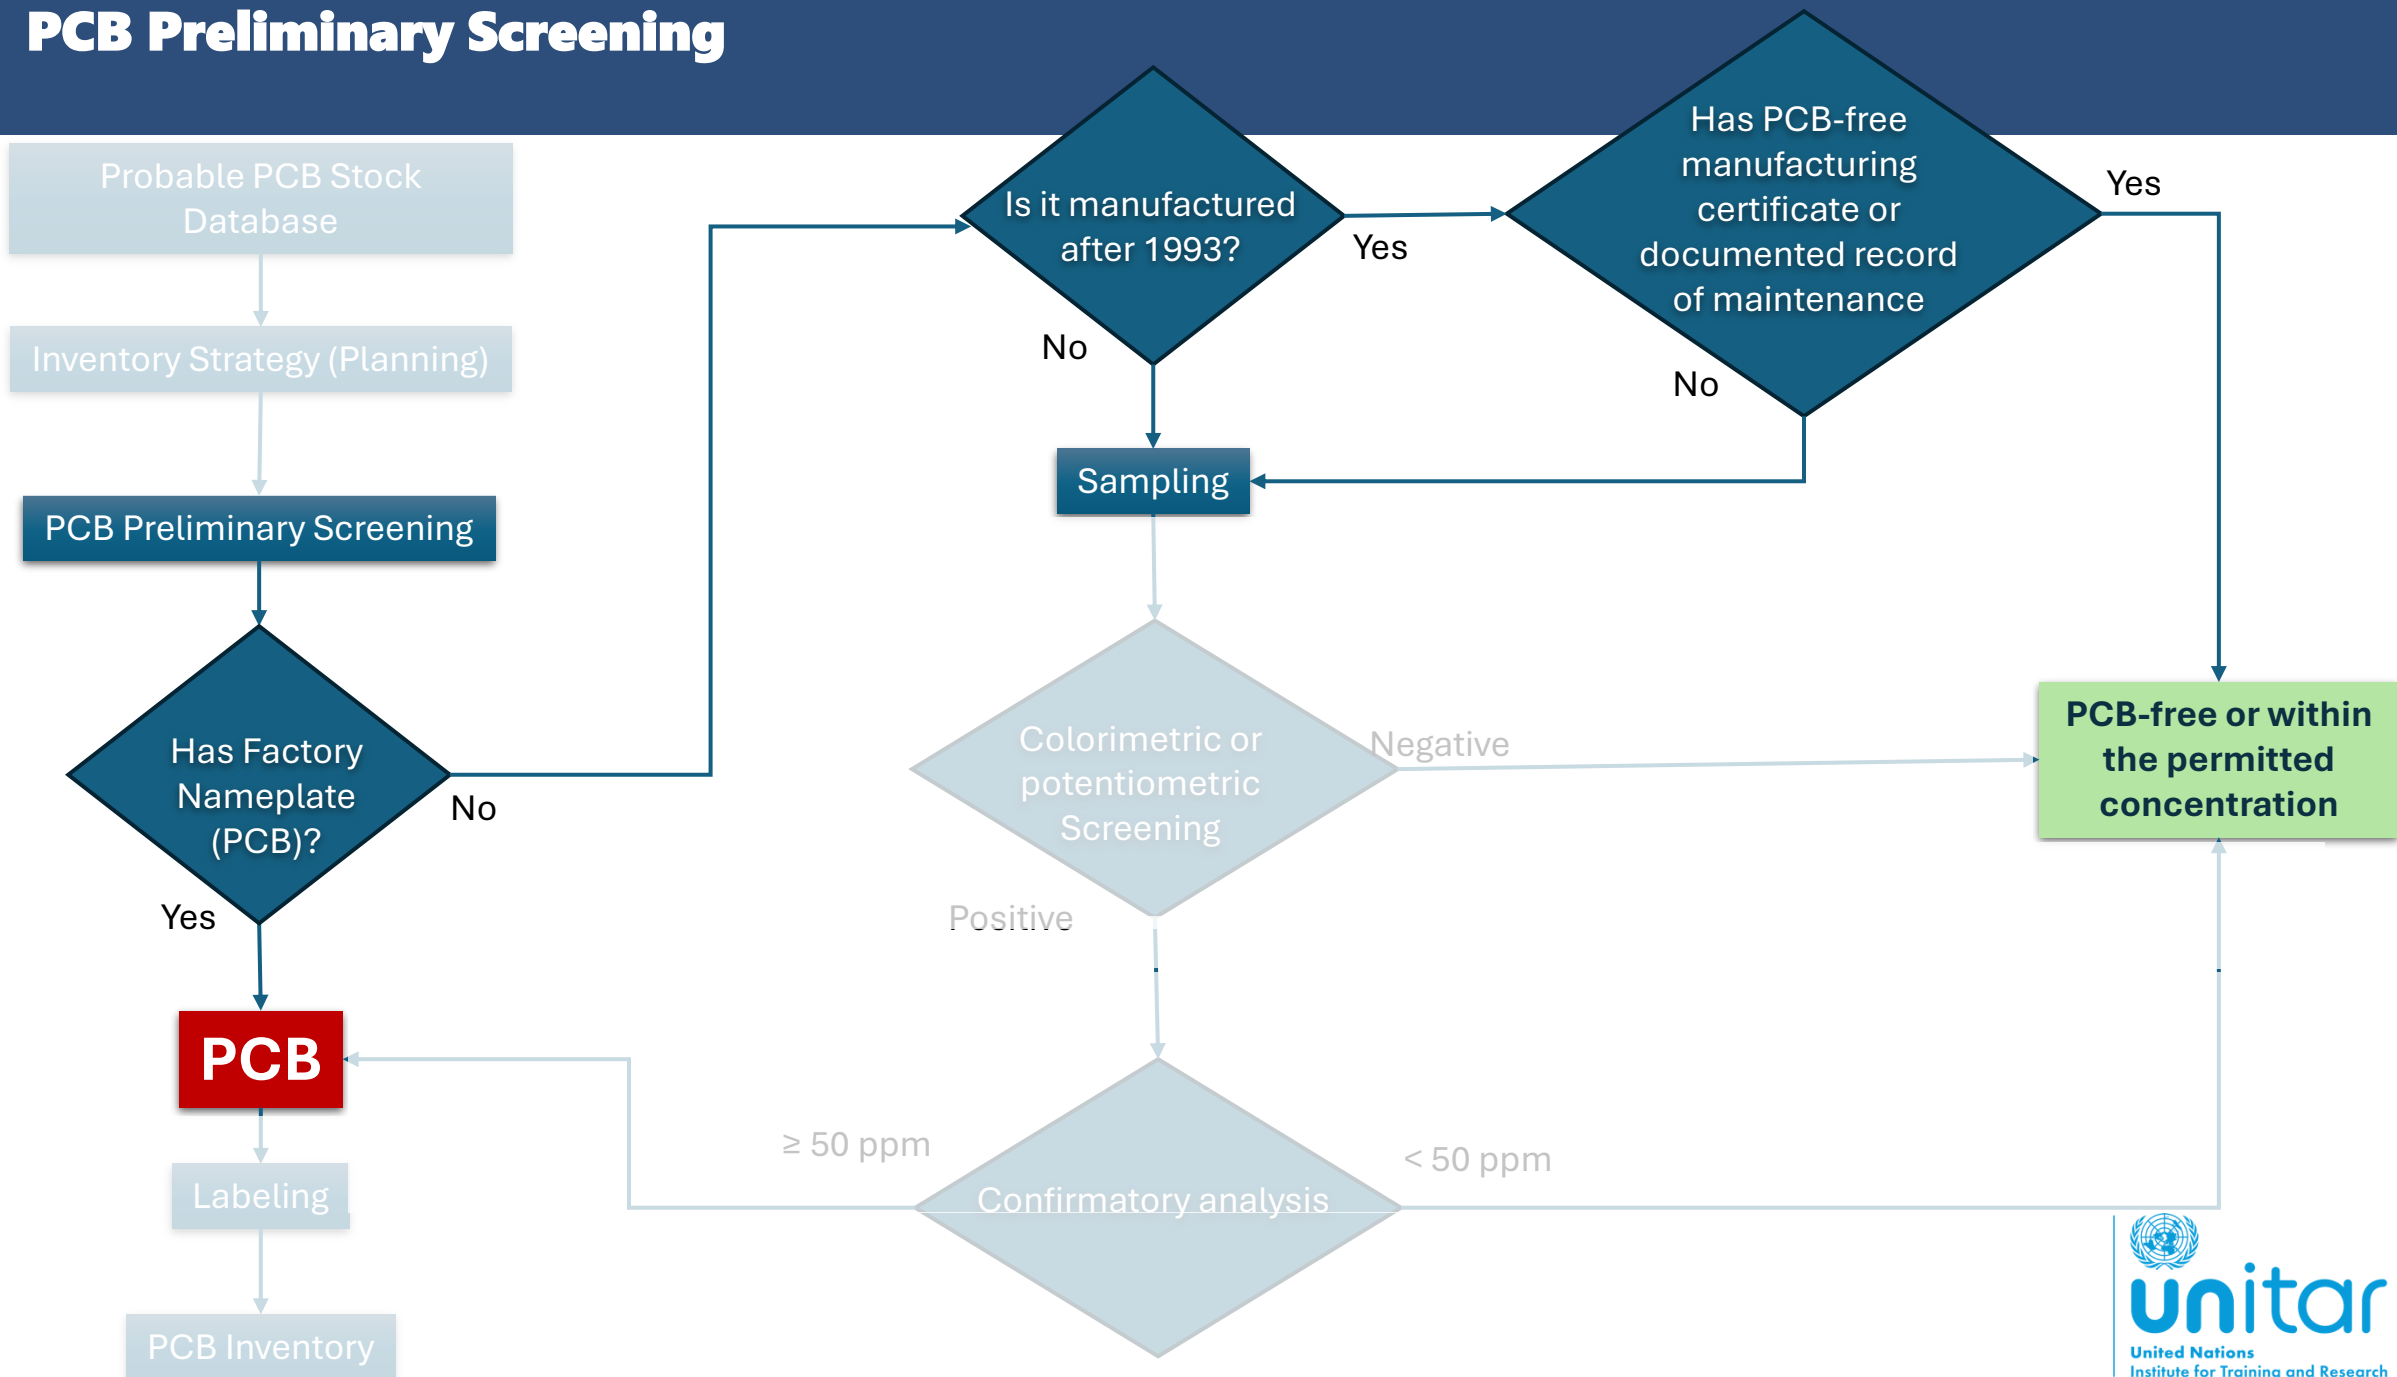 PCB Preliminary Screening
Probable PCB Stock
Database
Inventory Strategy (Planning)
PCB Preliminary Screening
Has Factory
Nameplate
(PCB)?
No
Yes
PCB
Labeling
PCB Inventory
Is it manufactured
after 1993?
Yes
No
Has PCB-free
manufacturing
certificate or
documented record
of maintenance
Yes
No
Sampling
Colorimetric or
potentiometric
Screening
Negative
Positive
PCB-free or within
the permitted
concentration
≥ 50 ppm
Confirmatory analysis
< 50 ppm
unitar
United Nations
Institute for Training and Research